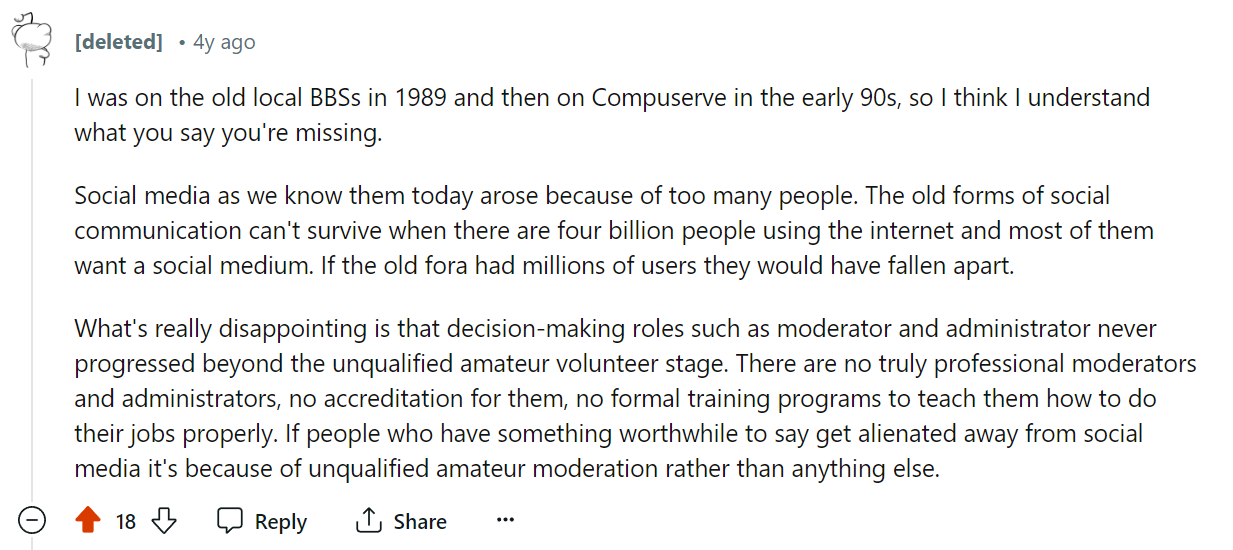 [deleted] • 4y ago
I was on the old local BBSs in 1989 and then on Compuserve in the early 90s, so I think I understand
what you say you're missing.
Social media as we know them today arose because of too many people. The old forms of social
communication can't survive when there are four billion people using the internet and most of them
want a social medium. If the old fora had millions of users they would have fallen apart.
What's really disappointing is that decision-making roles such as moderator and administrator never
progressed beyond the unqualified amateur volunteer stage. There are no truly professional moderators
and administrators, no accreditation for them, no formal training programs to teach them how to do
their jobs properly. If people who have something worthwhile to say get alienated away from social
media it's because of unqualified amateur moderation rather than anything else.
18 Reply Share ...